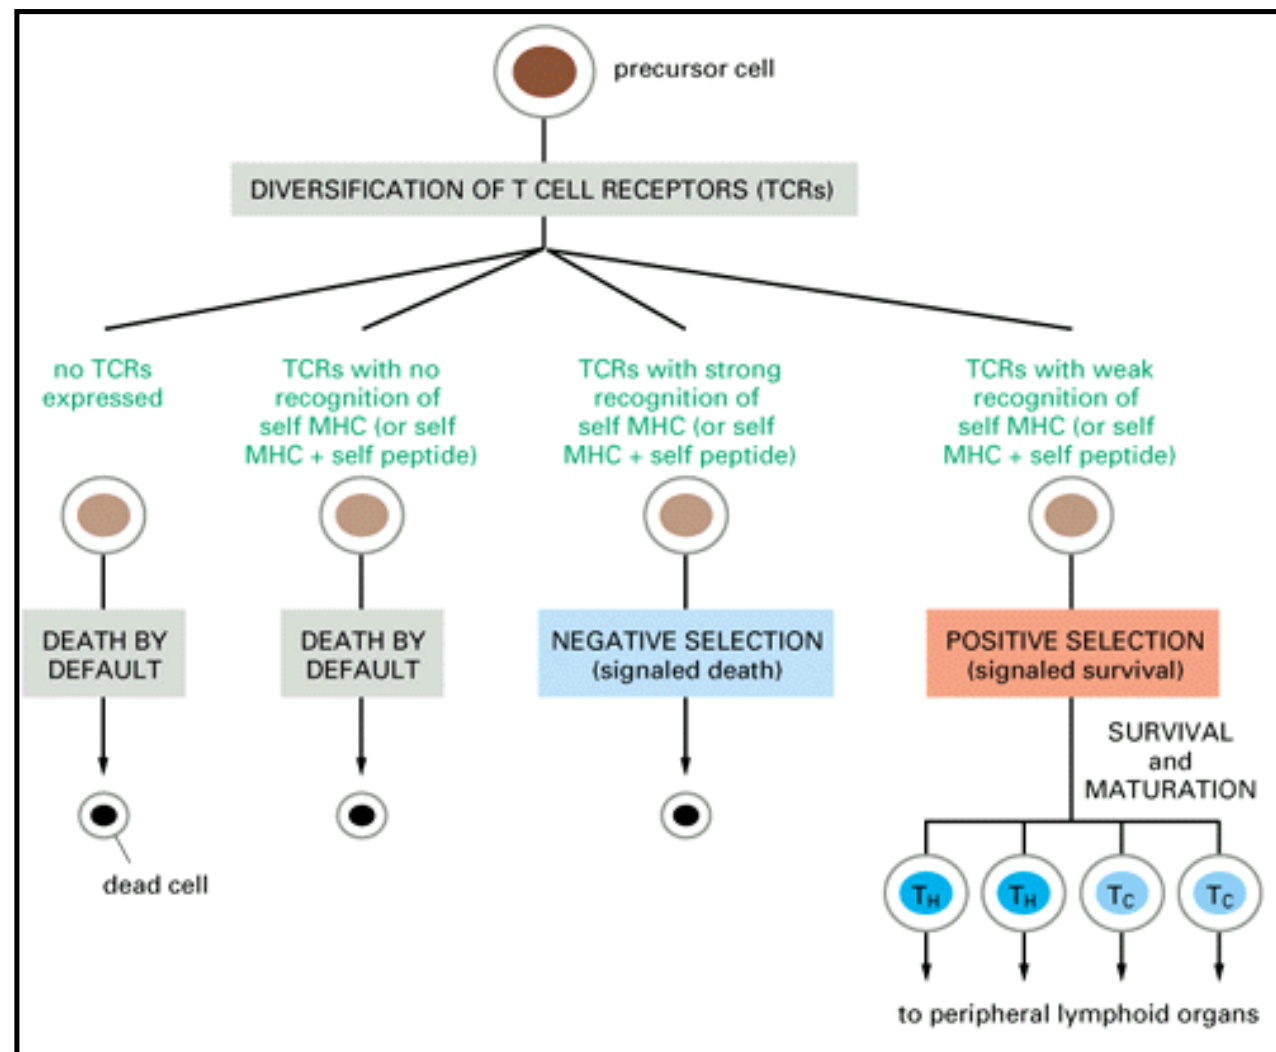 precursor cell
DIVERSIFICATION OF T CELL RECEPTORS (TCRs)
no TCRs
expressed
TCRs with no
recognition of
self MHC (or self
MHC + self peptide)
TCRs with strong
recognition of
self MHC (or self
MHC + self peptide)
TCRs with weak
recognition of
self MHC (or self
MHC + self peptide)
DEATH BY
DEFAULT
DEATH BY
DEFAULT
NEGATIVE SELECTION
(signaled death)
POSITIVE SELECTION
(signaled survival)
SURVIVAL
and
MATURATION
dead cell
TH
TH
TC
TC
to peripheral lymphoid organs